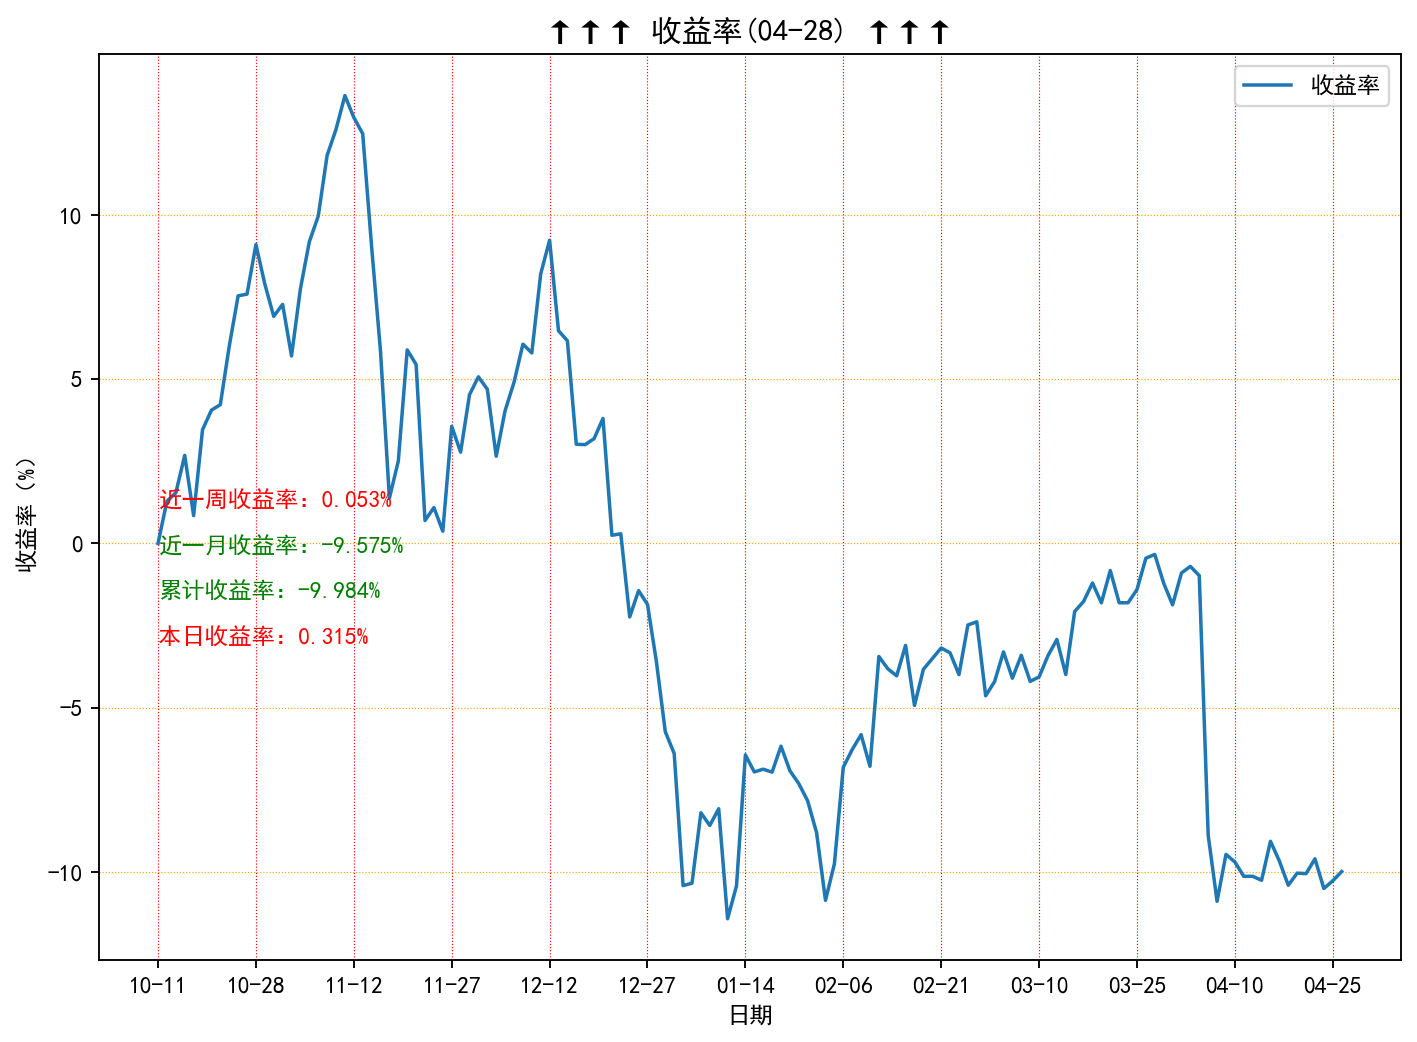 ↑↑↑ 收益率(04-28) ↑↑↑
收益率
10
5
0
-5
-10
收益率（%）
近一周收益率：0.053%
近一月收益率：-9.575%
累计收益率：-9.984%
本日收益率：0.315%
10-11 10-28 11-12 11-27 12-12 12-27 01-14 02-06 02-21 03-10 03-25 04-10 04-25
日期